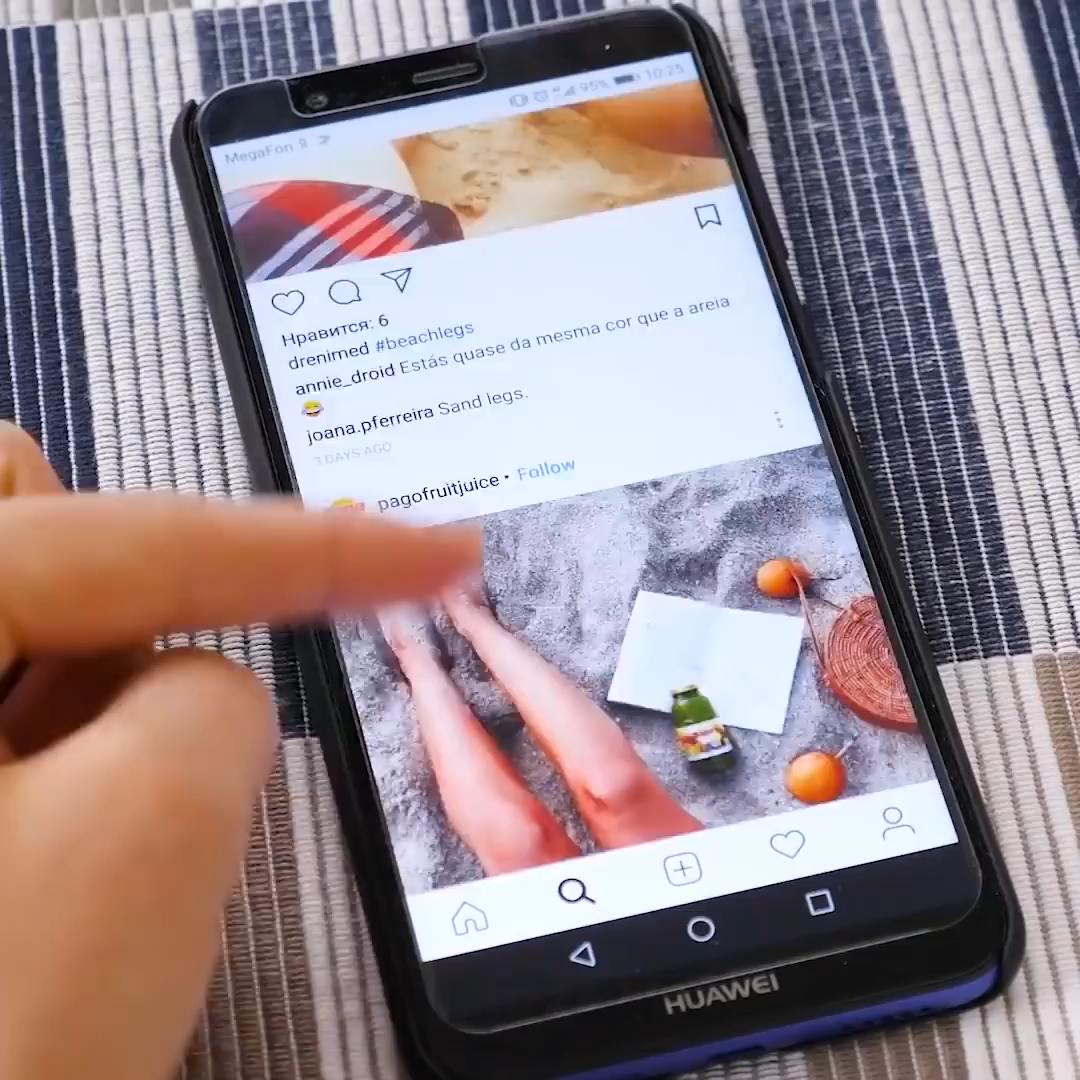 MegaFon
95% 10:25
Нравится: 6
drenimed #beachlegs
annie_droid Estás quase da mesma cor que a areia
😂
joana.pferreira Sand legs.
3 DAYS AGO
pagofruitjuice • Follow
HUAWEI